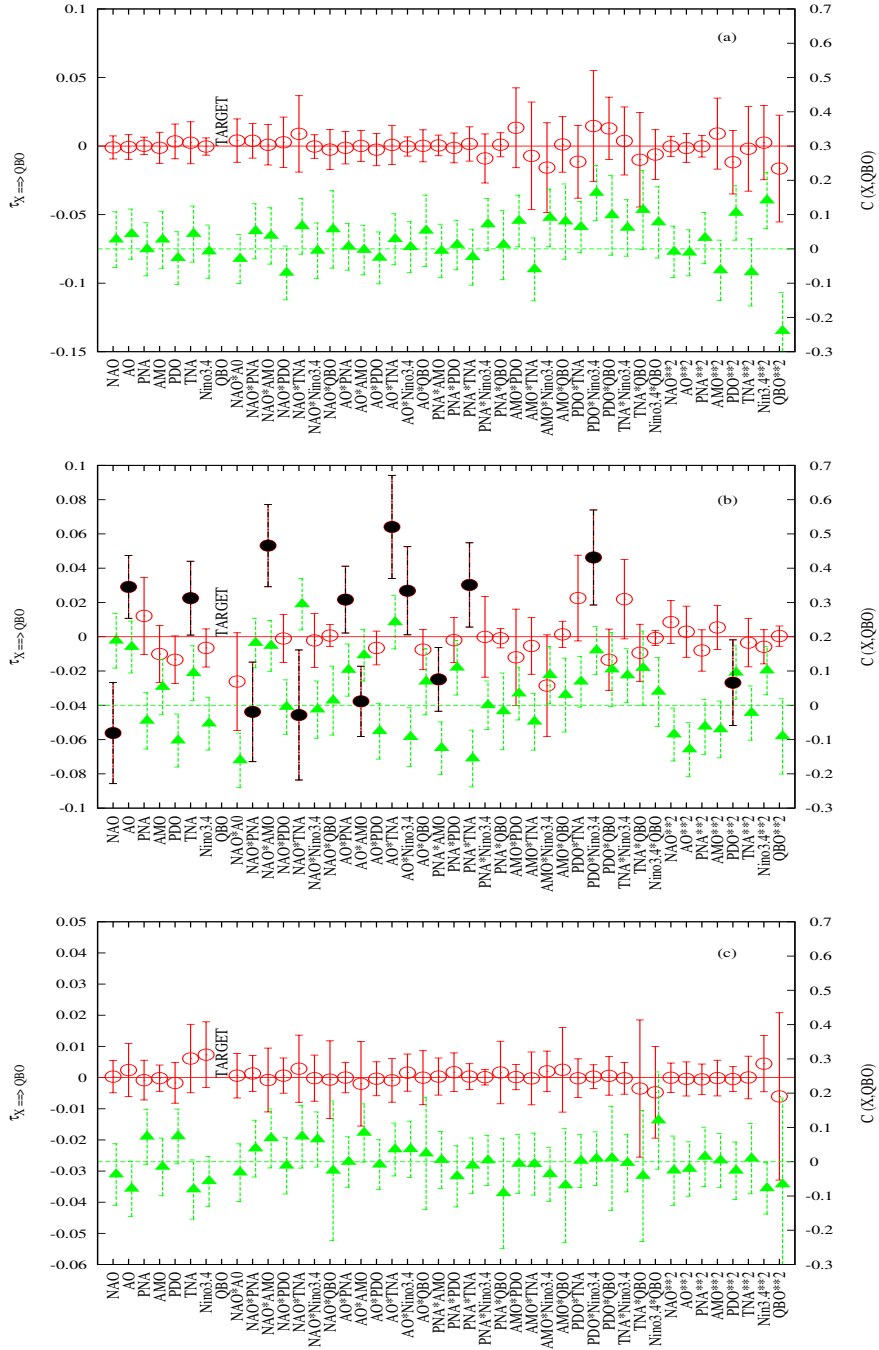 τX ==> QBO
0.1
0.05
0
-0.05
-0.1
-0.15
(a)
TARGET
0.7
0.6
0.5
0.4
0.3
0.2
0.1
0
-0.1
-0.2
-0.3
C (X,QBO)
NAO
AO
PNA
AMO
PDO
TNA
Nino3.4
QBO
NAO*A0
NAO*PNA
NAO*AMO
NAO*PDO
NAO*TNA
NAO*Nino3.4
NAO*QBO
AO*PNA
AO*AMO
AO*PDO
AO*TNA
AO*Nino3.4
AO*QBO
PNA*AMO
PNA*PDO
PNA*TNA
PNA*Nino3.4
PNA*QBO
AMO*PDO
AMO*TNA
AMO*Nino3.4
AMO*QBO
PDO*TNA
PDO*Nino3.4
PDO*QBO
TNA*Nino3.4
TNA*QBO
Nino3.4*QBO
NAO**2
AO**2
PNA**2
AMO**2
PDO**2
TNA**2
Nin3.4**2
QBO**2
τX ==> QBO
0.1
0.08
0.06
0.04
0.02
0
-0.02
-0.04
-0.06
-0.08
-0.1
(b)
TARGET
0.7
0.6
0.5
0.4
0.3
0.2
0.1
0
-0.1
-0.2
-0.3
C (X,QBO)
NAO
AO
PNA
AMO
PDO
TNA
Nino3.4
QBO
NAO*A0
NAO*PNA
NAO*AMO
NAO*PDO
NAO*TNA
NAO*Nino3.4
NAO*QBO
AO*PNA
AO*AMO
AO*PDO
AO*TNA
AO*Nino3.4
AO*QBO
PNA*AMO
PNA*PDO
PNA*TNA
PNA*Nino3.4
PNA*QBO
AMO*PDO
AMO*TNA
AMO*Nino3.4
AMO*QBO
PDO*TNA
PDO*Nino3.4
PDO*QBO
TNA*Nino3.4
TNA*QBO
Nino3.4*QBO
NAO**2
AO**2
PNA**2
AMO**2
PDO**2
TNA**2
Nino3.4**2
QBO**2
τX ==> QBO
0.05
0.04
0.03
0.02
0.01
0
-0.01
-0.02
-0.03
-0.04
-0.05
-0.06
(c)
TARGET
0.7
0.6
0.5
0.4
0.3
0.2
0.1
0
-0.1
-0.2
-0.3
C (X,QBO)
NAO
AO
PNA
AMO
PDO
TNA
Nino3.4
QBO
NAO*A0
NAO*PNA
NAO*AMO
NAO*PDO
NAO*TNA
NAO*Nino3.4
NAO*QBO
AO*PNA
AO*AMO
AO*PDO
AO*TNA
AO*Nino3.4
AO*QBO
PNA*AMO
PNA*PDO
PNA*TNA
PNA*Nino3.4
PNA*QBO
AMO*PDO
AMO*TNA
AMO*Nino3.4
AMO*QBO
PDO*TNA
PDO*Nino3.4
PDO*QBO
TNA*Nino3.4
TNA*QBO
Nino3.4*QBO
NAO**2
AO**2
PNA**2
AMO**2
PDO**2
TNA**2
Nin3.4**2
QBO**2